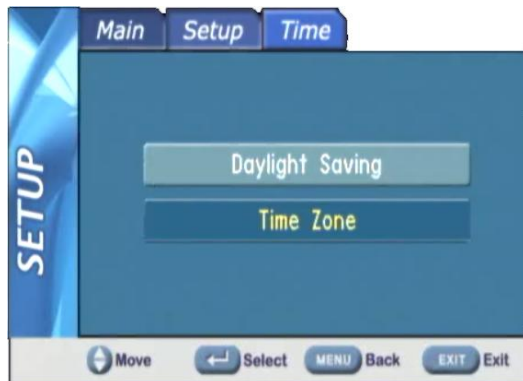 Main Setup Time
SETUP
Daylight Saving
Time Zone
Move Select MENU Back EXIT Exit